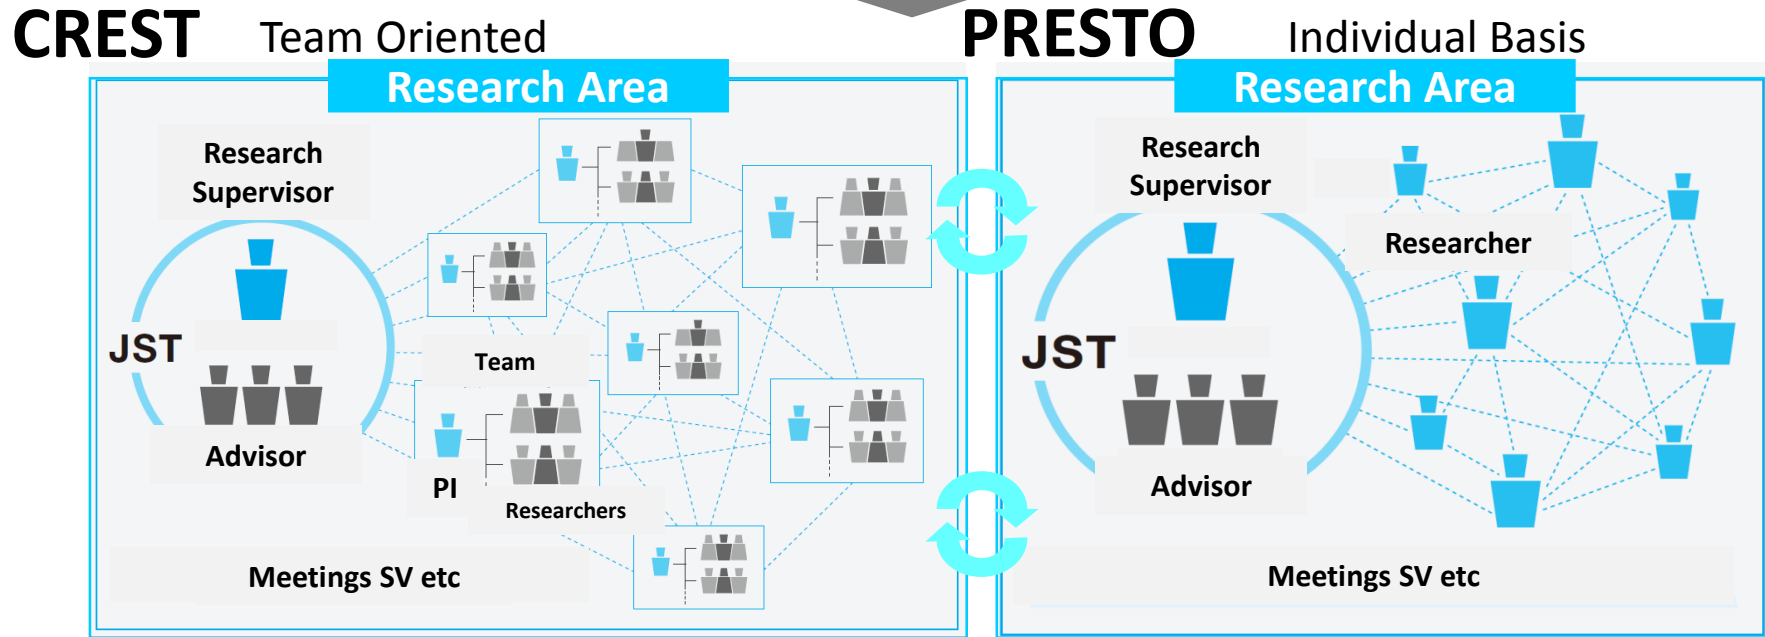 CREST Team Oriented
Research Area
Research
Supervisor
JST
Advisor
Team
PI
Researchers
Meetings SV etc
PRESTO Individual Basis
Research Area
Research
Supervisor
Researcher
JST
Advisor
Meetings SV etc